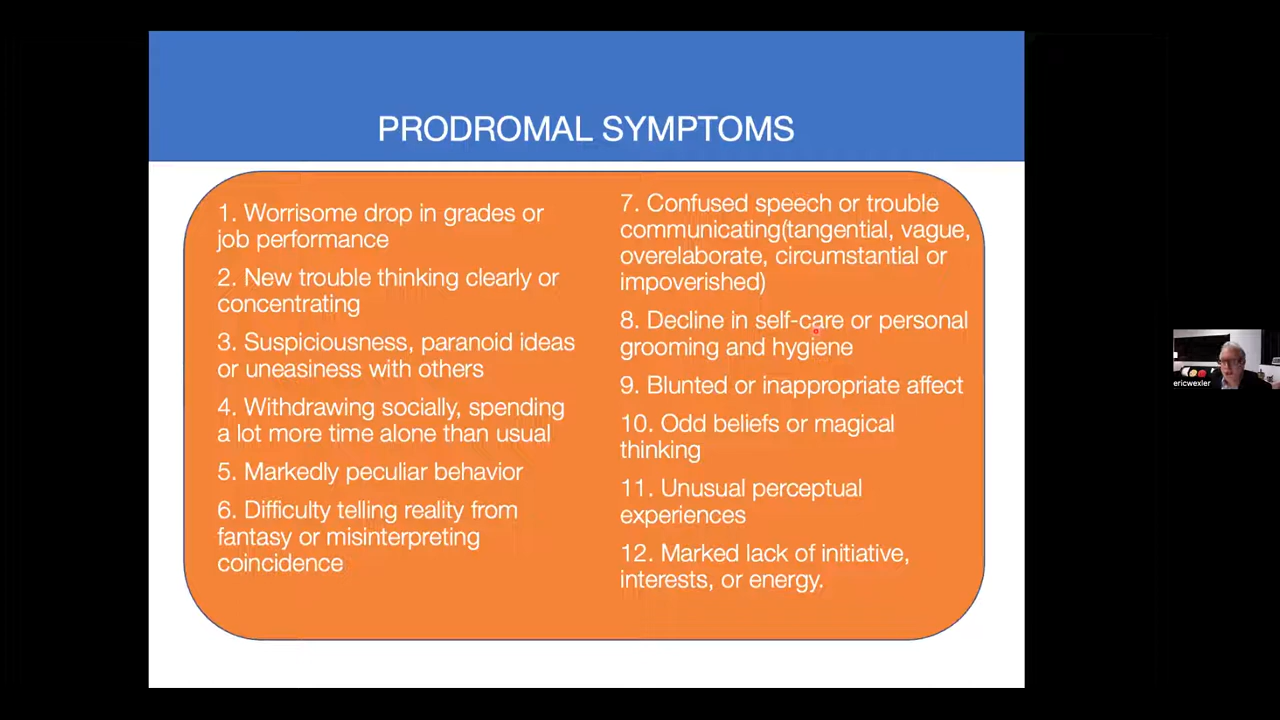 PRODROMAL SYMPTOMS
1. Worrisome drop in grades or
job performance
2. New trouble thinking clearly or
concentrating
3. Suspiciousness, paranoid ideas
or uneasiness with others
4. Withdrawing socially, spending
a lot more time alone than usual
5. Markedly peculiar behavior
6. Difficulty telling reality from
fantasy or misinterpreting
coincidence
7. Confused speech or trouble
communicating(tangential, vague,
overelaborate, circumstantial or
impoverished)
8. Decline in self-care or personal
grooming and hygiene
9. Blunted or inappropriate affect
10. Odd beliefs or magical
thinking
11. Unusual perceptual
experiences
12. Marked lack of initiative,
interests, or energy.
ericwexler